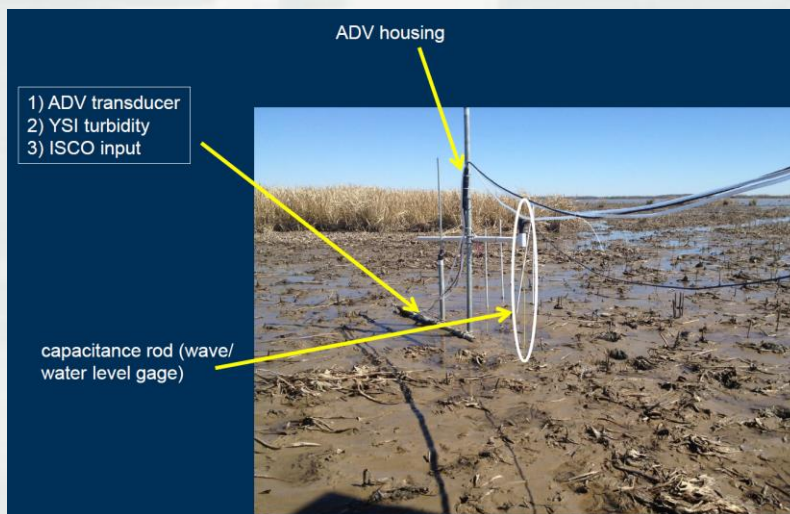 ADV housing
1) ADV transducer
2) YSI turbidity
3) ISCO input
capacitance rod (wave/
water level gage)